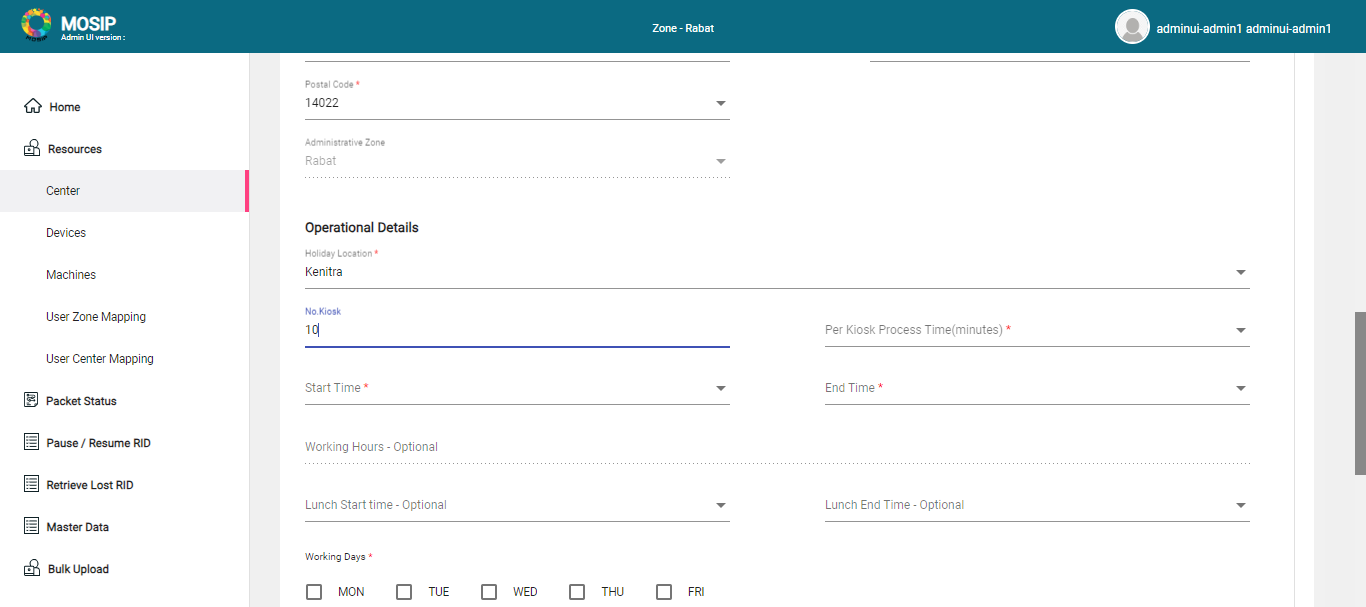 MOSIP
Admin UI version :
Zone - Rabat
adminui-admin1 adminui-admin1
Home
Resources
Center
Devices
Machines
User Zone Mapping
User Center Mapping
Packet Status
Pause / Resume RID
Retrieve Lost RID
Master Data
Bulk Upload
Postal Code *
14022
Administrative Zone
Rabat
Operational Details
Holiday Location *
Kenitra
No.Kiosk
10
Per Kiosk Process Time(minutes) *
Start Time *
End Time *
Working Hours - Optional
Lunch Start time - Optional
Lunch End Time - Optional
Working Days *
MON TUE WED THU FRI